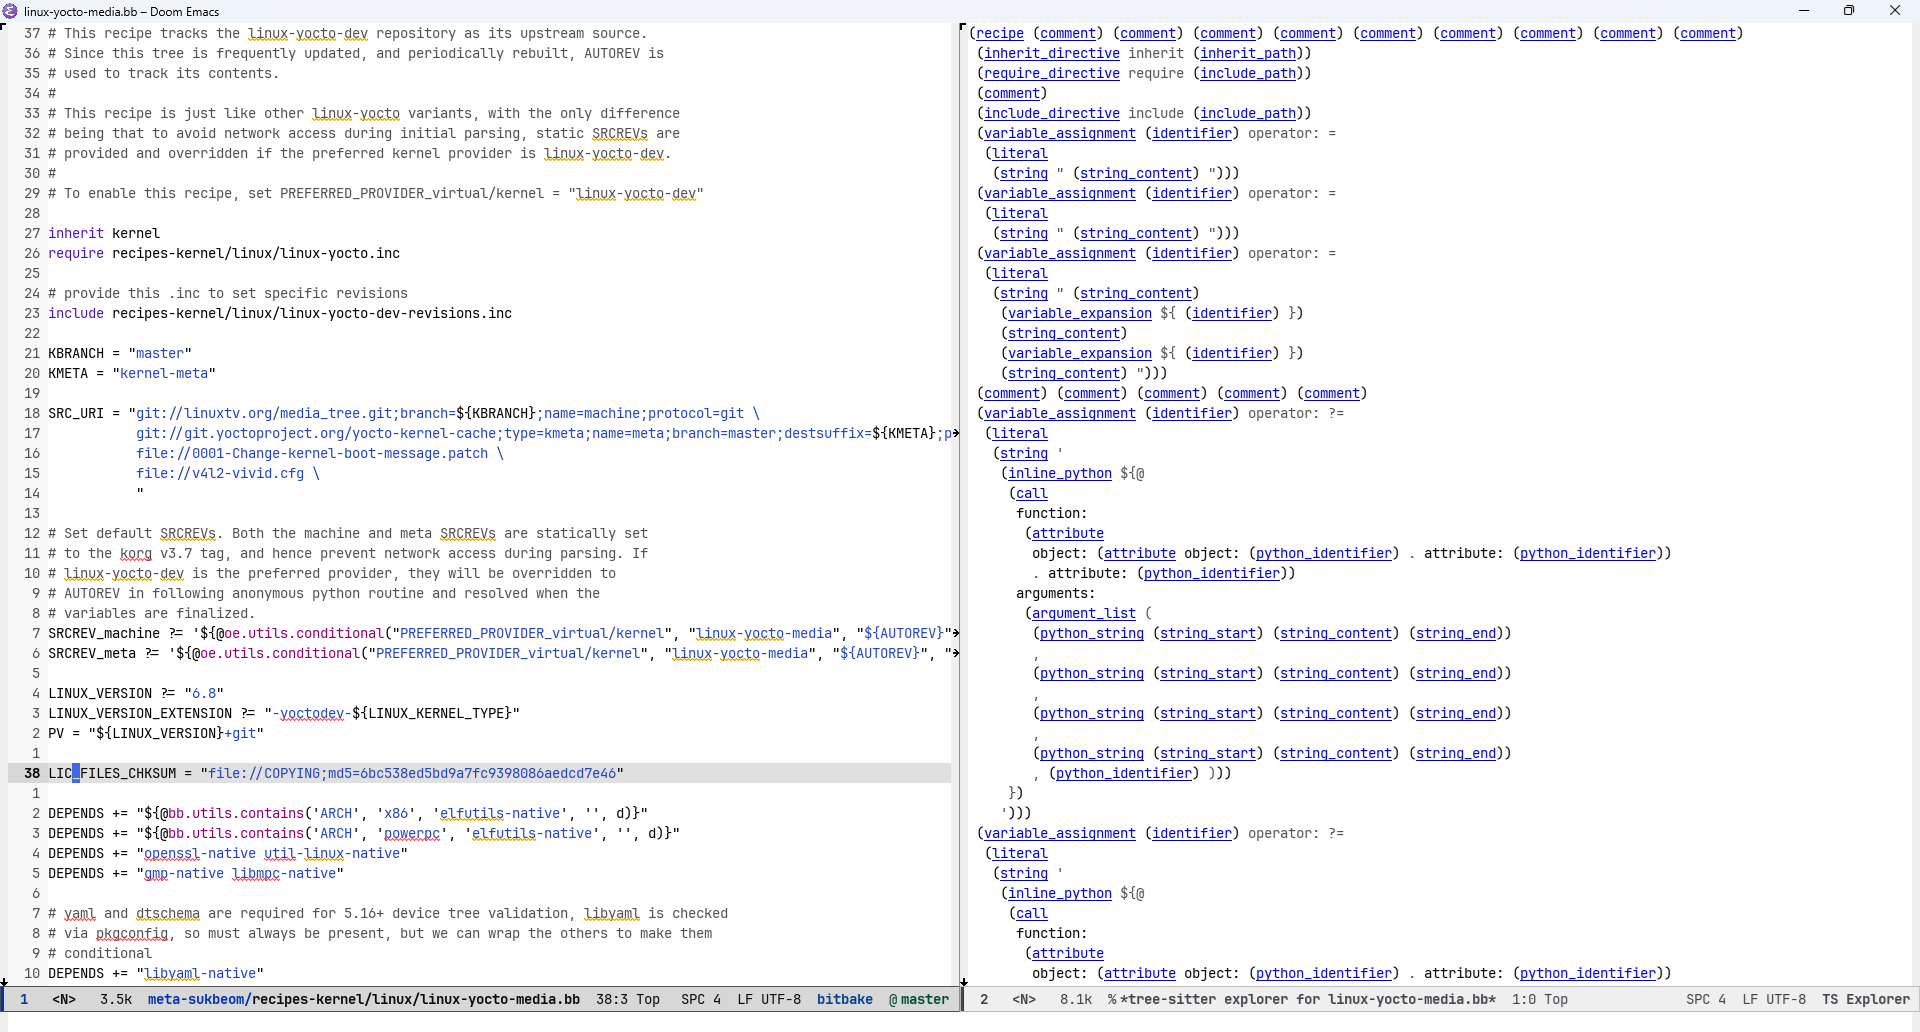 linux-yocto-media.bb – Doom Emacs
37 # This recipe tracks the linux-yocto-dev repository as its upstream source.
36 # Since this tree is frequently updated, and periodically rebuilt, AUTOREV is
35 # used to track its contents.
34 #
33 # This recipe is just like other linux-yocto variants, with the only difference
32 # being that to avoid network access during initial parsing, static SRCREVs are
31 # provided and overridden if the preferred kernel provider is linux-yocto-dev.
30 #
29 # To enable this recipe, set PREFERRED_PROVIDER_virtual/kernel = "linux-yocto-dev"
28
27 inherit kernel
26 require recipes-kernel/linux/linux-yocto.inc
25
24 # provide this .inc to set specific revisions
23 include recipes-kernel/linux/linux-yocto-dev-revisions.inc
22
21 KBRANCH = "master"
20 KMETA = "kernel-meta"
19
18 SRC_URI = "git://linuxtv.org/media_tree.git;branch=${KBRANCH};name=machine;protocol=git \
17            git://git.yoctoproject.org/yocto-kernel-cache;type=kmeta;name=meta;branch=master;destsuffix=${KMETA};p
16            file://0001-Change-kernel-boot-message.patch \
15            file://v4l2-vivid.cfg \
14            "
13
12 # Set default SRCREVs. Both the machine and meta SRCREVs are statically set
11 # to the korg v3.7 tag, and hence prevent network access during parsing. If
10 # linux-yocto-dev is the preferred provider, they will be overridden to
9 # AUTOREV in following anonymous python routine and resolved when the
8 # variables are finalized.
7 SRCREV_machine ?= '${@oe.utils.conditional("PREFERRED_PROVIDER_virtual/kernel", "linux-yocto-media", "${AUTOREV}"
6 SRCREV_meta ?= '${@oe.utils.conditional("PREFERRED_PROVIDER_virtual/kernel", "linux-yocto-media", "${AUTOREV}", "
5
4 LINUX_VERSION ?= "6.8"
3 LINUX_VERSION_EXTENSION ?= "-yoctodev-${LINUX_KERNEL_TYPE}"
2 PV = "${LINUX_VERSION}+git"
1
38 LIC_FILES_CHKSUM = "file://COPYING;md5=6bc538ed5bd9a7fc9398086aedcd7e46"
1
2 DEPENDS += "${@bb.utils.contains('ARCH', 'x86', 'elfutils-native', '', d)}"
3 DEPENDS += "${@bb.utils.contains('ARCH', 'powerpc', 'elfutils-native', '', d)}"
4 DEPENDS += "openssl-native util-linux-native"
5 DEPENDS += "gmp-native libmpc-native"
6
7 # yaml and dtschema are required for 5.16+ device tree validation, libyaml is checked
8 # via pkgconfig, so must always be present, but we can wrap the others to make them
9 # conditional
10 DEPENDS += "libyaml-native"
1 <N> 3.5k meta-sukbeom/recipes-kernel/linux/linux-yocto-media.bb 38:3 Top SPC 4 LF UTF-8 bitbake @master
(recipe (comment) (comment) (comment) (comment) (comment) (comment) (comment) (comment) (comment)
(inherit_directive inherit (inherit_path))
(require_directive require (include_path))
(comment)
(include_directive include (include_path))
(variable_assignment (identifier) operator: =
(literal
(string " (string_content) ")))
(variable_assignment (identifier) operator: =
(literal
(string " (string_content) ")))
(variable_assignment (identifier) operator: =
(literal
(string " (string_content)
(variable_expansion ${ (identifier) })
(string_content)
(variable_expansion ${ (identifier) })
(string_content) ")))
(comment) (comment) (comment) (comment) (comment)
(variable_assignment (identifier) operator: ?=
(literal
(string '
(inline_python ${@
(call
function:
(attribute
object: (attribute object: (python_identifier) . attribute: (python_identifier))
. attribute: (python_identifier))
arguments:
(argument_list (
(python_string (string_start) (string_content) (string_end))
,
(python_string (string_start) (string_content) (string_end))
,
(python_string (string_start) (string_content) (string_end))
,
(python_string (string_start) (string_content) (string_end))
, (python_identifier) )))
})
')))
(variable_assignment (identifier) operator: ?=
(literal
(string '
(inline_python ${@
(call
function:
(attribute
object: (attribute object: (python_identifier) . attribute: (python_identifier))
2 <N> 8.1k % *tree-sitter explorer for linux-yocto-media.bb* 1:0 Top SPC 4 LF UTF-8 TS Explorer